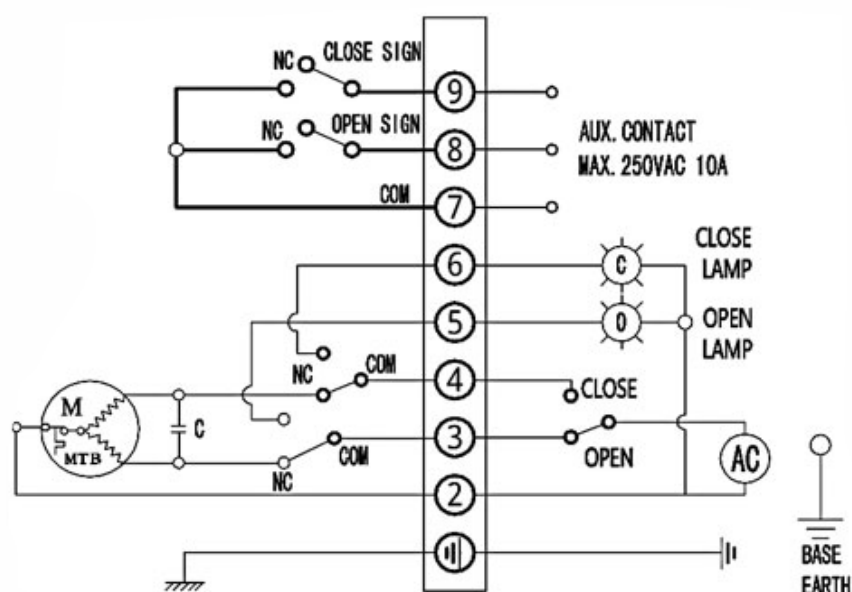 NC CLOSE SIGN
9
NC OPEN SIGN
8
AUX. CONTACT
MAX. 250VAC 10A
COM
7
6
C
CLOSE
LAMP
5
O
OPEN
LAMP
NC
COM
4
CLOSE
M
MTB
C
3
NC
COM
OPEN
AC
2
BASE
EARTH